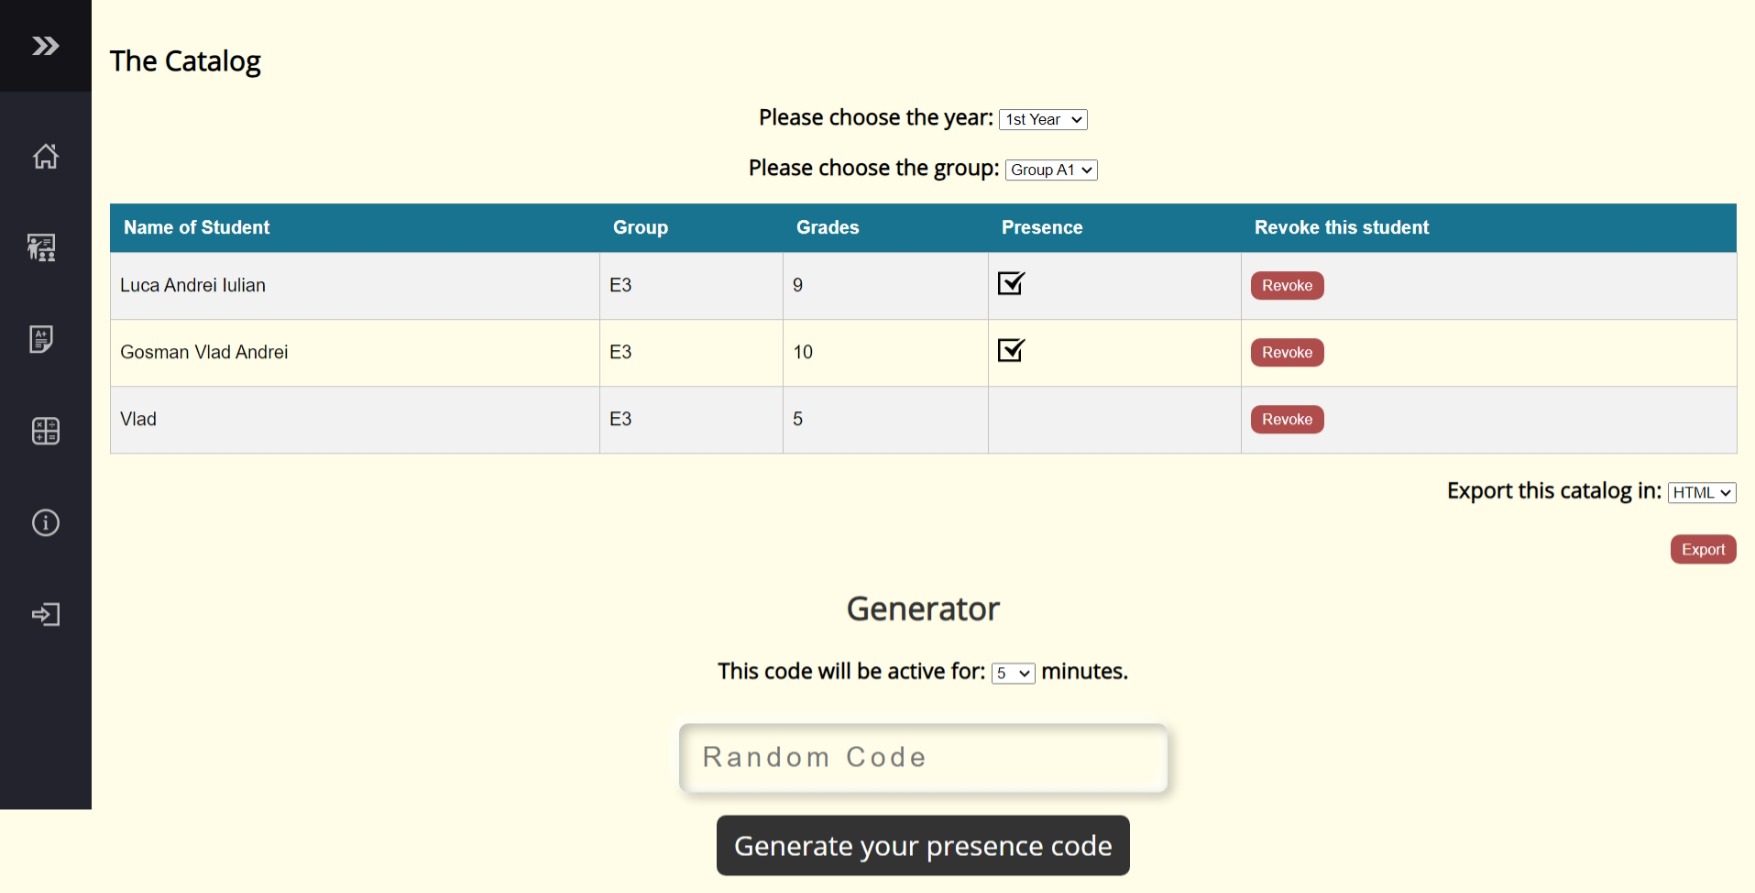 The Catalog
Please choose the year: 1st Year
Please choose the group: Group A1
Name of Student Group Grades Presence Revoke this student
Luca Andrei Iulian E3 9 Revoke
Gosman Vlad Andrei E3 10 Revoke
Vlad E3 5 Revoke
Export this catalog in: HTML
Export
Generator
This code will be active for: 5 minutes.
Random Code
Generate your presence code